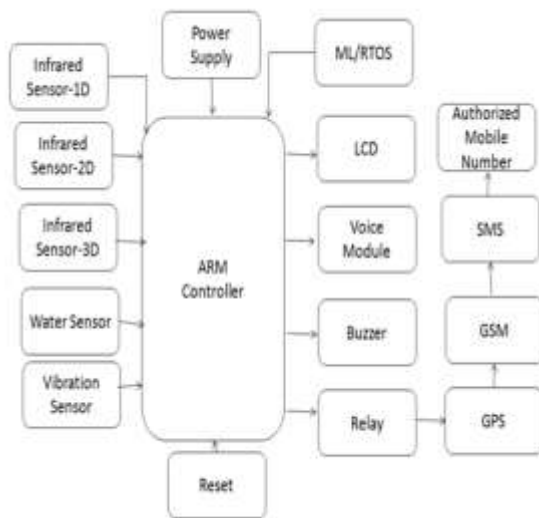 Power
Supply
ML/RTOS
Infrared
Sensor-1D
Infrared
Sensor-2D
Infrared
Sensor-3D
Water Sensor
Vibration
Sensor
ARM
Controller
LCD
Voice
Module
Buzzer
Relay
Reset
Authorized
Mobile
Number
SMS
GSM
GPS